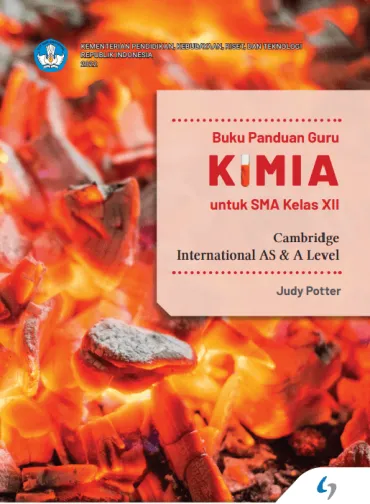 KEMENTERIAN PENDIDIKAN, KEBUDAYAAN, RISET, DAN TEKNOLOGI
REPUBLIK INDONESIA
2022
Buku Panduan Guru
KIMIA
untuk SMA Kelas XII
Cambridge
International AS & A Level
Judy Potter